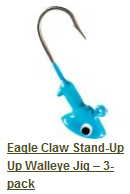 Eagle Claw Stand-Up
Up Walleye Jig – 3-
pack